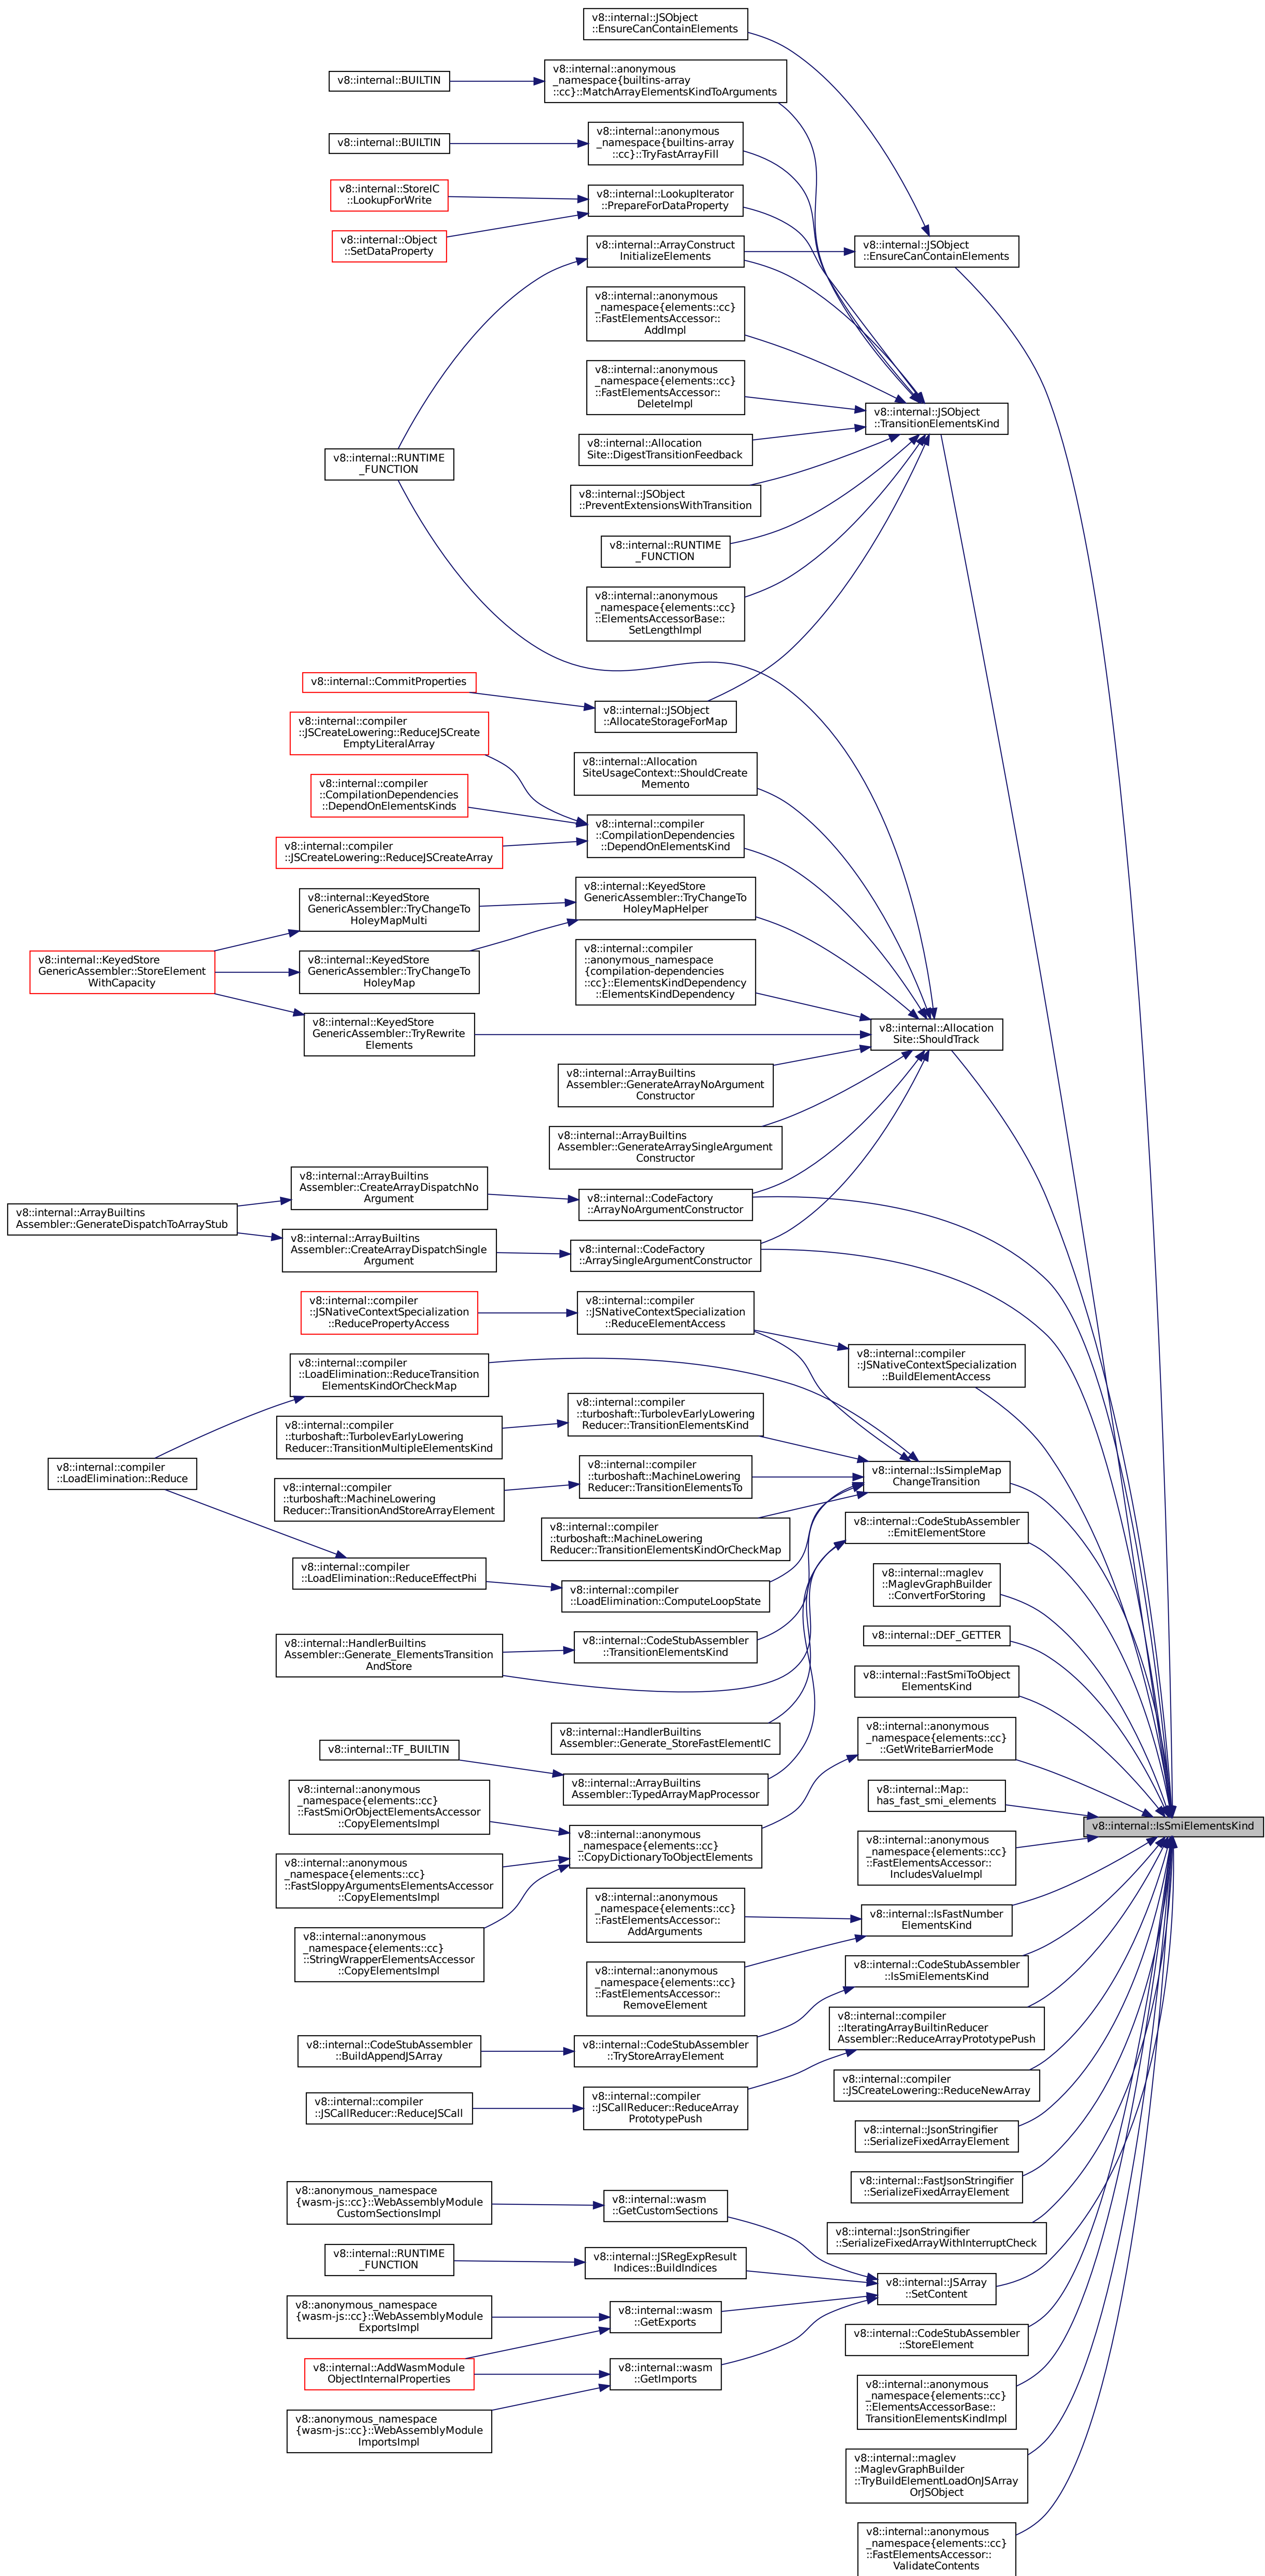 v8::internal::JSObject
::EnsureCanContainElements
v8::internal::anonymous
_namespace{builtins-array
::cc}::MatchArrayElementsKindToArguments
v8::internal::BUILTIN
v8::internal::anonymous
_namespace{builtins-array
::cc}::TryFastArrayFill
v8::internal::BUILTIN
v8::internal::StoreIC
::LookupForWrite
v8::internal::LookupIterator
::PrepareForDataProperty
v8::internal::Object
::SetDataProperty
v8::internal::ArrayConstruct
InitializeElements
v8::internal::JSObject
::EnsureCanContainElements
v8::internal::anonymous
_namespace{elements::cc}
::FastElementsAccessor::
AddImpl
v8::internal::anonymous
_namespace{elements::cc}
::FastElementsAccessor::
DeleteImpl
v8::internal::JSObject
::TransitionElementsKind
v8::internal::Allocation
Site::DigestTransitionFeedback
v8::internal::RUNTIME
_FUNCTION
v8::internal::JSObject
::PreventExtensionsWithTransition
v8::internal::RUNTIME
_FUNCTION
v8::internal::anonymous
_namespace{elements::cc}
::ElementsAccessorBase::
SetLengthImpl
v8::internal::CommitProperties
v8::internal::JSObject
::AllocateStorageForMap
v8::internal::compiler
::JSCreateLowering::ReduceJSCreate
EmptyLiteralArray
v8::internal::Allocation
SiteUsageContext::ShouldCreate
Memento
v8::internal::compiler
::CompilationDependencies
::DependOnElementsKinds
v8::internal::compiler
::CompilationDependencies
::DependOnElementsKind
v8::internal::compiler
::JSCreateLowering::ReduceJSCreateArray
v8::internal::KeyedStore
GenericAssembler::TryChangeTo
HoleyMapMulti
v8::internal::KeyedStore
GenericAssembler::TryChangeTo
HoleyMapHelper
v8::internal::KeyedStore
GenericAssembler::StoreElement
WithCapacity
v8::internal::KeyedStore
GenericAssembler::TryChangeTo
HoleyMap
v8::internal::compiler
::anonymous_namespace
{compilation-dependencies
::cc}::ElementsKindDependency
::ElementsKindDependency
v8::internal::KeyedStore
GenericAssembler::TryRewrite
Elements
v8::internal::Allocation
Site::ShouldTrack
v8::internal::ArrayBuiltins
Assembler::GenerateArrayNoArgument
Constructor
v8::internal::ArrayBuiltins
Assembler::GenerateArraySingleArgument
Constructor
v8::internal::ArrayBuiltins
Assembler::CreateArrayDispatchNo
Argument
v8::internal::CodeFactory
::ArrayNoArgumentConstructor
v8::internal::ArrayBuiltins
Assembler::GenerateDispatchToArrayStub
v8::internal::ArrayBuiltins
Assembler::CreateArrayDispatchSingle
Argument
v8::internal::CodeFactory
::ArraySingleArgumentConstructor
v8::internal::compiler
::JSNativeContextSpecialization
::ReducePropertyAccess
v8::internal::compiler
::JSNativeContextSpecialization
::ReduceElementAccess
v8::internal::compiler
::JSNativeContextSpecialization
::BuildElementAccess
v8::internal::compiler
::LoadElimination::ReduceTransition
ElementsKindOrCheckMap
v8::internal::compiler
::turboshaft::TurbolevEarlyLowering
Reducer::TransitionElementsKind
v8::internal::compiler
::turboshaft::TurbolevEarlyLowering
Reducer::TransitionMultipleElementsKind
v8::internal::compiler
::LoadElimination::Reduce
v8::internal::compiler
::turboshaft::MachineLowering
Reducer::TransitionElementsTo
v8::internal::IsSimpleMap
ChangeTransition
v8::internal::compiler
::turboshaft::MachineLowering
Reducer::TransitionAndStoreArrayElement
v8::internal::compiler
::turboshaft::MachineLowering
Reducer::TransitionElementsKindOrCheckMap
v8::internal::CodeStubAssembler
::EmitElementStore
v8::internal::compiler
::LoadElimination::ReduceEffectPhi
v8::internal::compiler
::LoadElimination::ComputeLoopState
v8::internal::maglev
::MaglevGraphBuilder
::ConvertForStoring
v8::internal::HandlerBuiltins
Assembler::Generate_ElementsTransition
AndStore
v8::internal::CodeStubAssembler
::TransitionElementsKind
v8::internal::DEF_GETTER
v8::internal::FastSmiToObject
ElementsKind
v8::internal::HandlerBuiltins
Assembler::Generate_StoreFastElementIC
v8::internal::anonymous
_namespace{elements::cc}
::GetWriteBarrierMode
v8::internal::TF_BUILTIN
v8::internal::ArrayBuiltins
Assembler::TypedArrayMapProcessor
v8::internal::Map::
has_fast_smi_elements
v8::internal::IsSmiElementsKind
v8::internal::anonymous
_namespace{elements::cc}
::FastSmiOrObjectElementsAccessor
::CopyElementsImpl
v8::internal::anonymous
_namespace{elements::cc}
::CopyDictionaryToObjectElements
v8::internal::anonymous
_namespace{elements::cc}
::FastElementsAccessor::
IncludesValueImpl
v8::internal::anonymous
_namespace{elements::cc}
::FastSloppyArgumentsElementsAccessor
::CopyElementsImpl
v8::internal::anonymous
_namespace{elements::cc}
::FastElementsAccessor::
AddArguments
v8::internal::IsFastNumber
ElementsKind
v8::internal::anonymous
_namespace{elements::cc}
::StringWrapperElementsAccessor
::CopyElementsImpl
v8::internal::anonymous
_namespace{elements::cc}
::FastElementsAccessor::
RemoveElement
v8::internal::CodeStubAssembler
::IsSmiElementsKind
v8::internal::compiler
::IteratingArrayBuiltinReducer
Assembler::ReduceArrayPrototypePush
v8::internal::CodeStubAssembler
::BuildAppendJSArray
v8::internal::CodeStubAssembler
::TryStoreArrayElement
v8::internal::compiler
::JSCreateLowering::ReduceNewArray
v8::internal::compiler
::JSCallReducer::ReduceJSCall
v8::internal::compiler
::JSCallReducer::ReduceArray
PrototypePush
v8::internal::JsonStringifier
::SerializeFixedArrayElement
v8::internal::FastJsonStringifier
::SerializeFixedArrayElement
v8::anonymous_namespace
{wasm-js::cc}::WebAssemblyModule
CustomSectionsImpl
v8::internal::wasm
::GetCustomSections
v8::internal::JsonStringifier
::SerializeFixedArrayWithInterruptCheck
v8::internal::RUNTIME
_FUNCTION
v8::internal::JSRegExpResult
Indices::BuildIndices
v8::internal::JSArray
::SetContent
v8::anonymous_namespace
{wasm-js::cc}::WebAssemblyModule
ExportsImpl
v8::internal::wasm
::GetExports
v8::internal::CodeStubAssembler
::StoreElement
v8::internal::AddWasmModule
ObjectInternalProperties
v8::internal::wasm
::GetImports
v8::internal::anonymous
_namespace{elements::cc}
::ElementsAccessorBase::
TransitionElementsKindImpl
v8::anonymous_namespace
{wasm-js::cc}::WebAssemblyModule
ImportsImpl
v8::internal::maglev
::MaglevGraphBuilder
::TryBuildElementLoadOnJSArray
OrJSObject
v8::internal::anonymous
_namespace{elements::cc}
::FastElementsAccessor::
ValidateContents